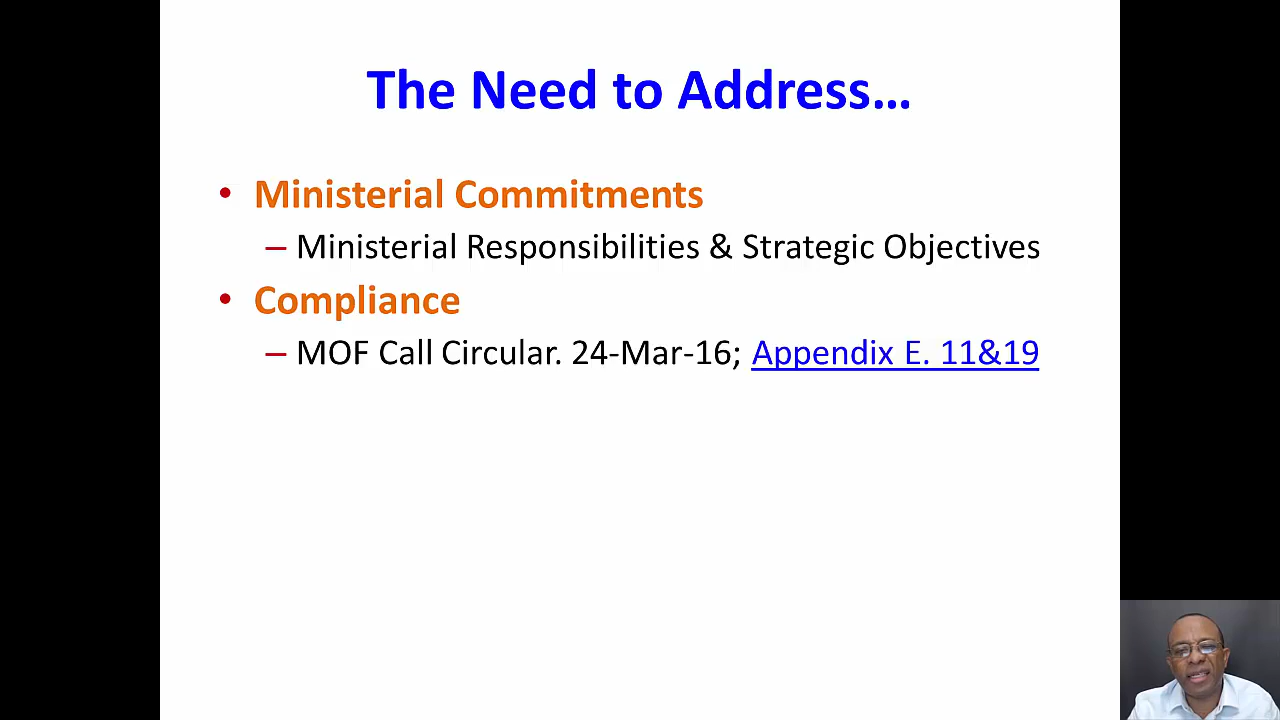 The Need to Address…
• Ministerial Commitments
– Ministerial Responsibilities & Strategic Objectives
• Compliance
– MOF Call Circular. 24-Mar-16; Appendix E. 11&19